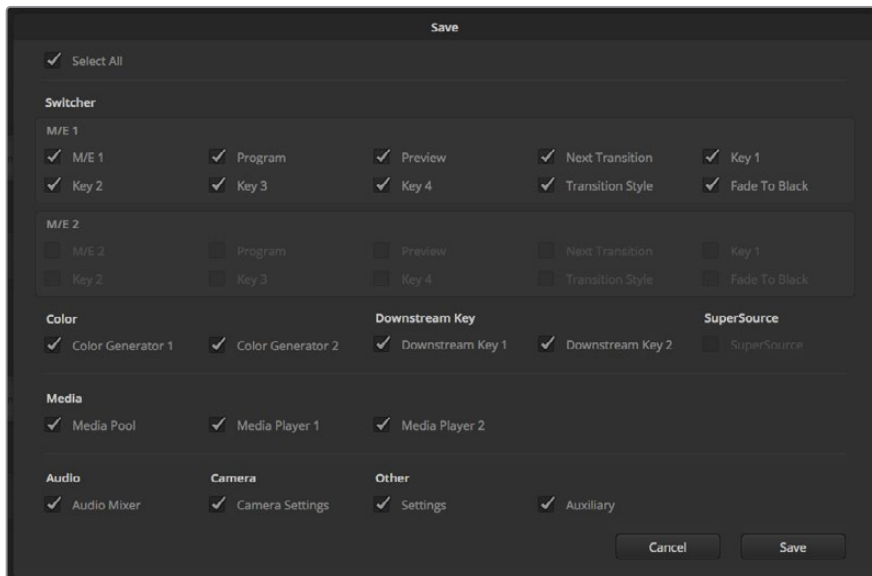 Save
Select All
Switcher
M/E 1
M/E 1 Program Preview Next Transition Key 1
Key 2 Key 3 Key 4 Transition Style Fade To Black
M/E 2
M/E 2 Program Preview Next Transition Key 1
Key 2 Key 3 Key 4 Transition Style Fade To Black
Color Downstream Key SuperSource
Color Generator 1 Color Generator 2 Downstream Key 1 Downstream Key 2 SuperSource
Media
Media Pool Media Player 1 Media Player 2
Audio Camera Other
Audio Mixer Camera Settings Settings Auxiliary
Cancel Save